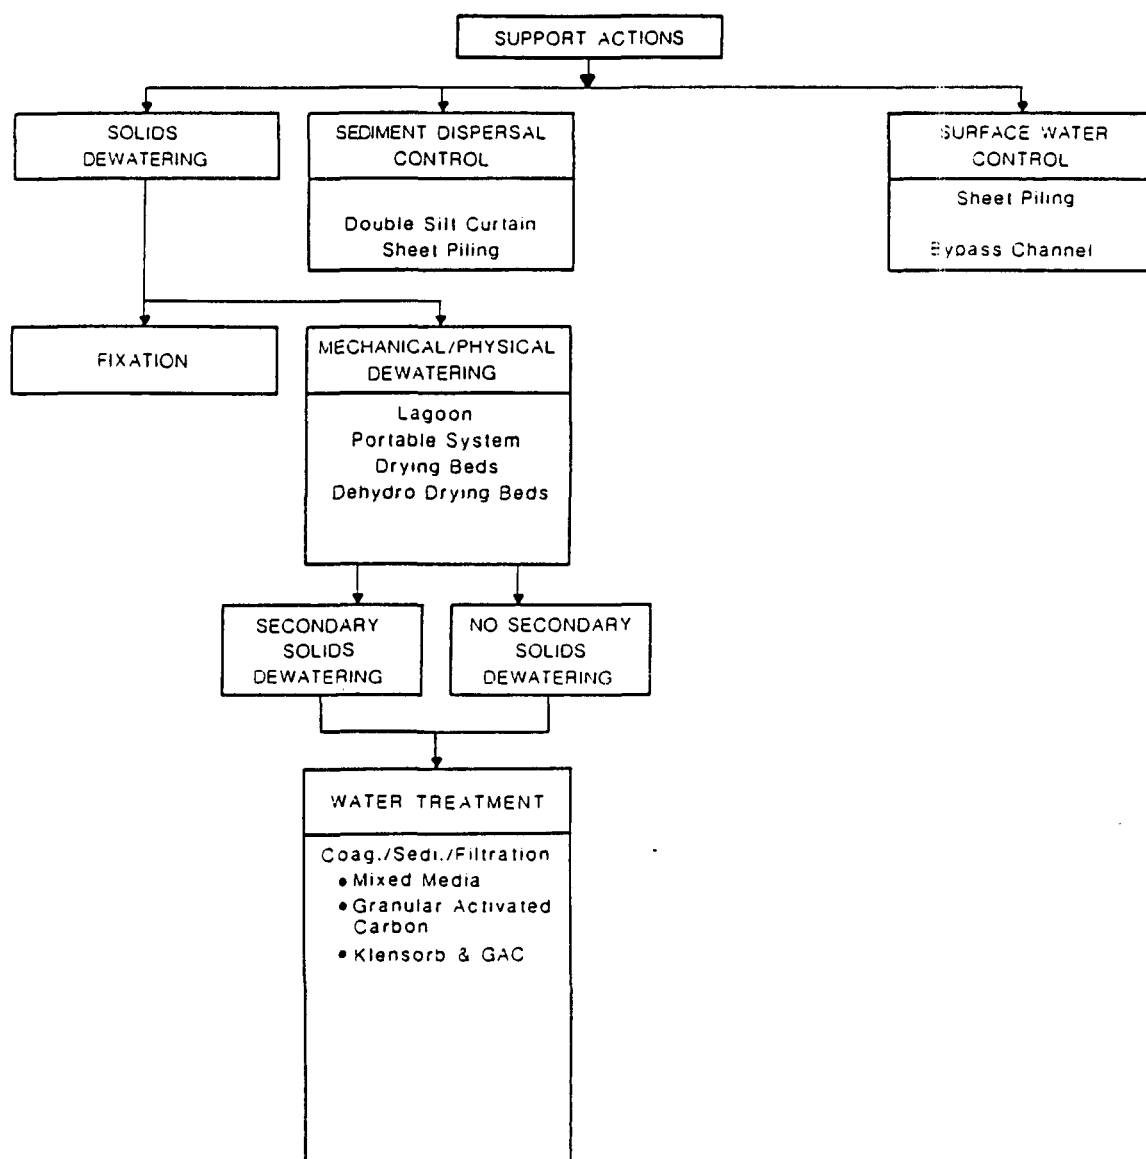 SUPPORT ACTIONS
SOLIDS
DEWATERING
SEDIMENT DISPERSAL
CONTROL
Double Silt Curtain
Sheet Piling
SURFACE WATER
CONTROL
Sheet Piling
Bypass Channel
FIXATION
MECHANICAL/PHYSICAL
DEWATERING
Lagoon
Portable System
Drying Beds
Dehydro Drying Beds
SECONDARY
SOLIDS
DEWATERING
NO SECONDARY
SOLIDS
DEWATERING
WATER TREATMENT
Coag./Sedi./Filtration
• Mixed Media
• Granular Activated
Carbon
• Klensorb & GAC